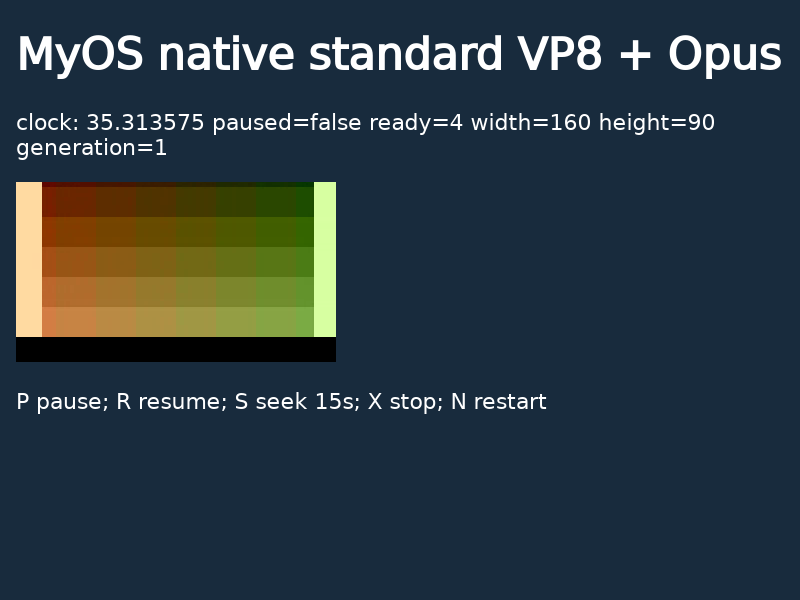 MyOS native standard VP8 + Opus
clock: 35.313575 paused=false ready=4 width=160 height=90
generation=1
P pause; R resume; S seek 15s; X stop; N restart